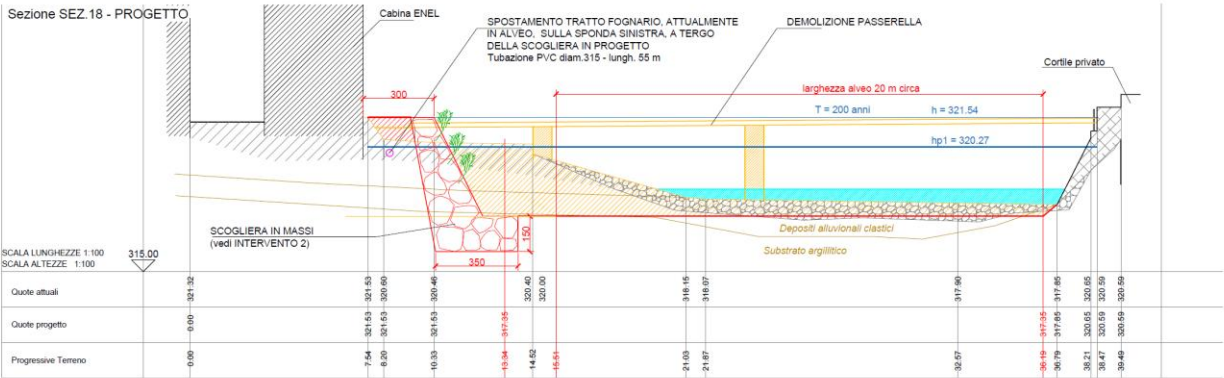 Sezione SEZ.18 - PROGETTO
Cabina ENEL
SPOSTAMENTO TRATTO FOGNARIO, ATTUALMENTE
IN ALVEO, SULLA SPONDA SINISTRA, A TERGO
DELLA SCOGLIERA IN PROGETTO
Tubazione PVC diam.315 - lungh. 55 m
DEMOLIZIONE PASSERELLA
Cortile privato
300
larghezza alveo 20 m circa
T = 200 anni
h = 321.54
hp1 = 320.27
SCOGLIERA IN MASSI
(vedi INTERVENTO 2)
150
350
Depositi alluvionali clastici
Substrato argillitico
SCALA LUNGHEZZE 1:100
SCALA ALTEZZE 1:100
315.00
Quote attuali
321.32
321.53
320.60
320.46
320.40
320.00
318.15
318.07
317.90
317.85
320.65
320.59
320.59
Quote progetto
0.00
321.53
321.53
321.53
317.35
317.35
317.85
320.65
320.59
320.59
Progressive Terreno
0.00
7.54
8.20
10.33
13.34
14.52
15.51
21.03
21.87
32.57
36.19
36.79
38.21
38.47
39.49